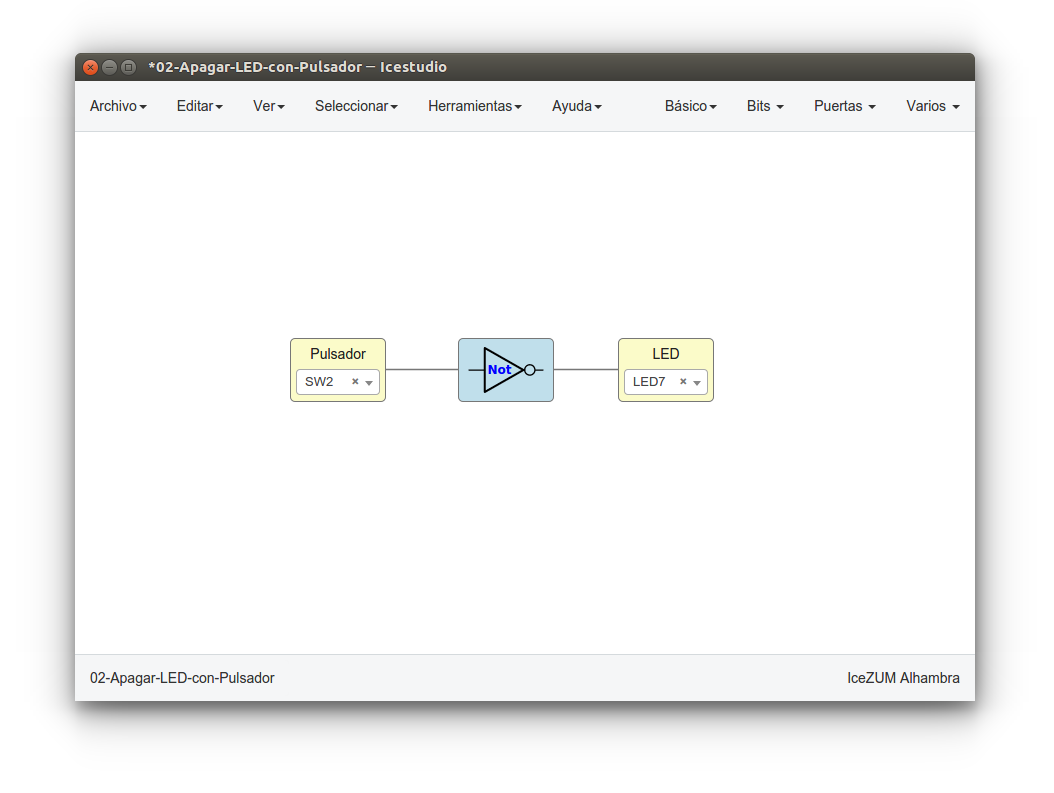 *02-Apagar-LED-con-Pulsador — Icestudio
Archivo Editar Ver Seleccionar Herramientas Ayuda Básico Bits Puertas Varios
Pulsador
SW2
Not
LED
LED7
02-Apagar-LED-con-Pulsador
IceZUM Alhambra